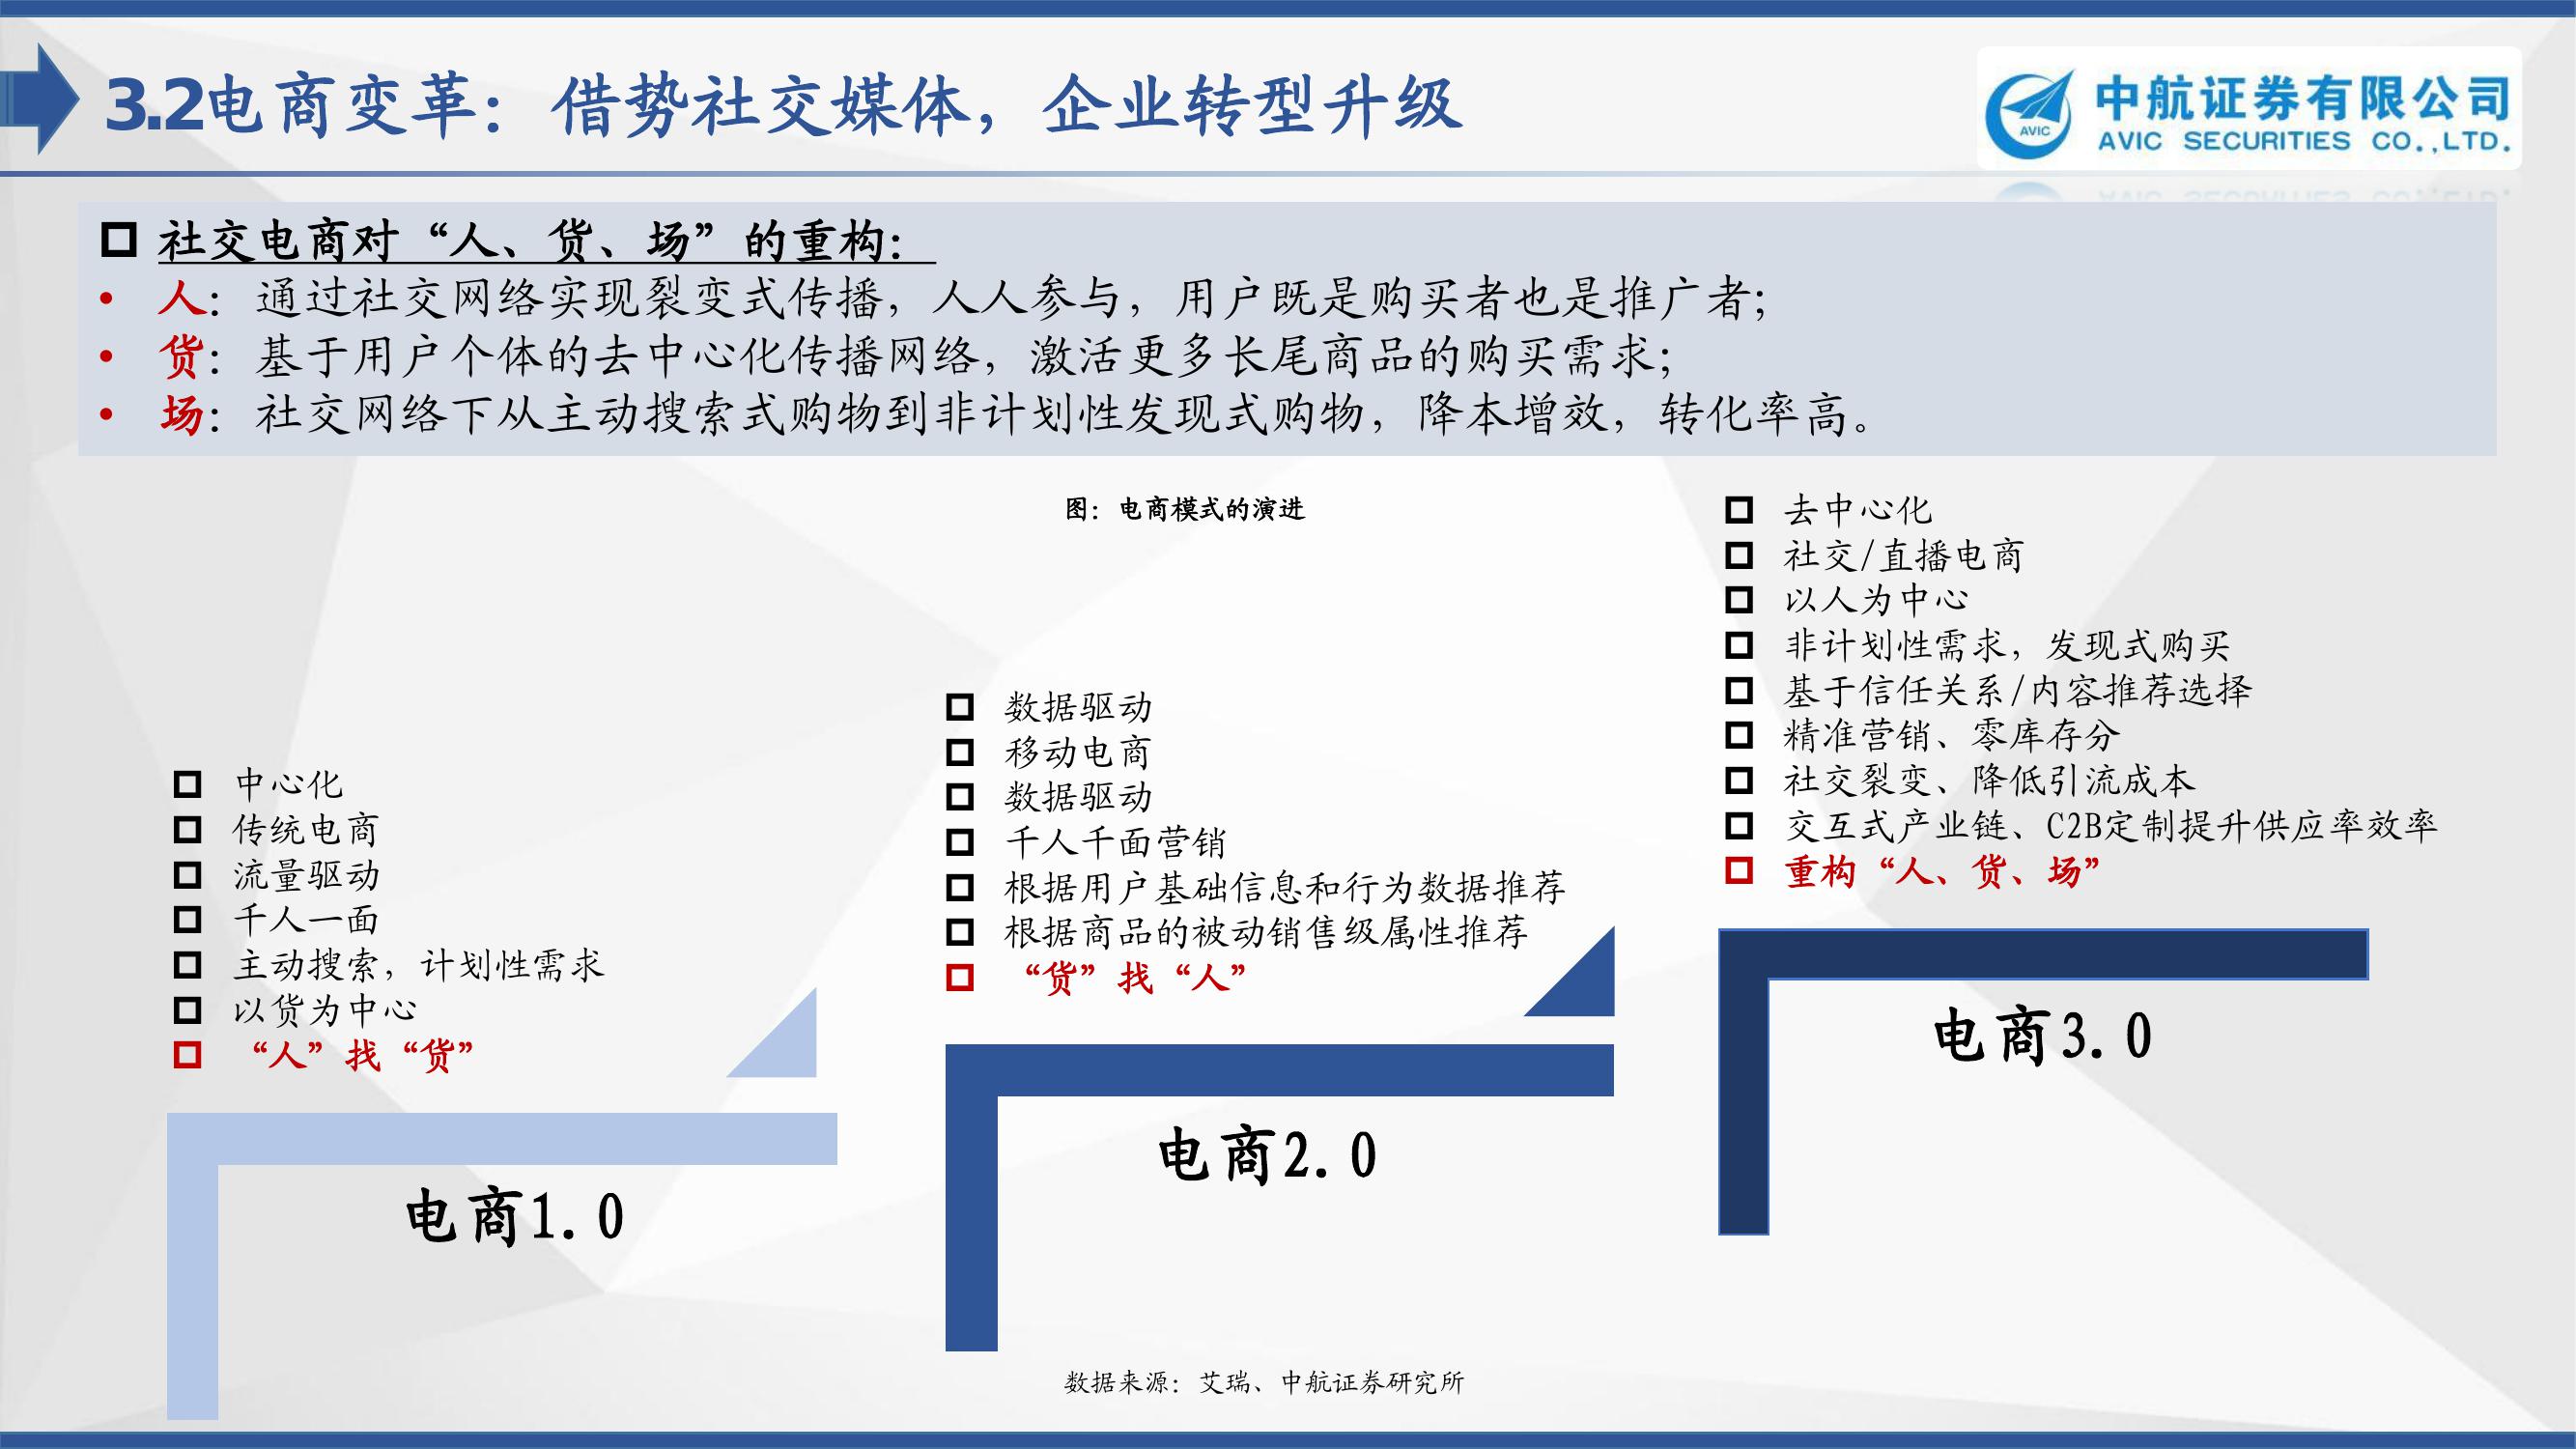 3.2电商变革：借势社交媒体，企业转型升级
中航证券有限公司
AVIC
AVIC SECURITIES CO.,LTD.
社交电商对“人、货、场”的重构：
人：通过社交网络实现裂变式传播，人人参与，用户既是购买者也是推广者；
货：基于用户个体的去中心化传播网络，激活更多长尾商品的购买需求；
场：社交网络下从主动搜索式购物到非计划性发现式购物，降本增效，转化率高。
图：电商模式的演进
中心化
传统电商
流量驱动
千人一面
主动搜索，计划性需求
以货为中心
“人”找“货”
电商1.0
数据驱动
移动电商
数据驱动
千人千面营销
根据用户基础信息和行为数据推荐
根据商品的被动销售级属性推荐
“货”找“人”
电商2.0
去中心化
社交/直播电商
以人为中心
非计划性需求，发现式购买
基于信任关系/内容推荐选择
精准营销、零库存分
社交裂变、降低引流成本
交互式产业链、C2B定制提升供应率效率
重构“人、货、场”
电商3.0
数据来源：艾瑞、中航证券研究所